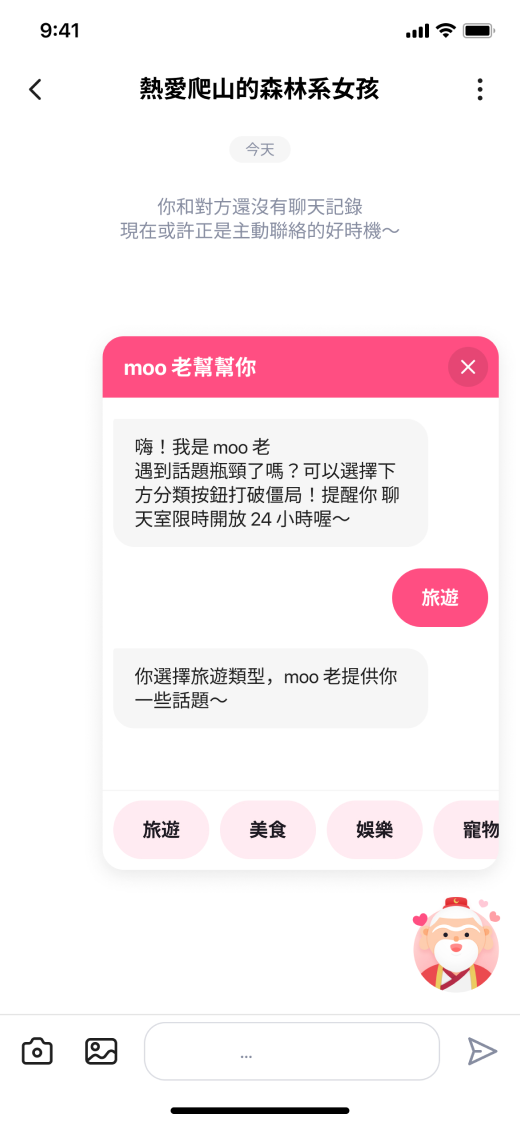 9:41
熱愛爬山的森林系女孩
今天
你和對方還沒有聊天記錄
現在或許正是主動聯絡的好時機～
moo 老幫幫你
嗨！我是 moo 老
遇到話題瓶頸了嗎？可以選擇下
方分類按鈕打破僵局！提醒你 聊
天室限時開放 24 小時喔～
旅遊
你選擇旅遊類型，moo 老提供你
一些話題～
旅遊 美食 娛樂 寵物
...